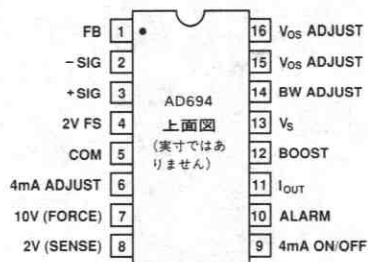 FB 1
-SIG 2
+SIG 3
2V FS 4
COM 5
4mA ADJUST 6
10V (FORCE) 7
2V (SENSE) 8
AD694
上面図
(実寸ではあ
りません)
16 VOS ADJUST
15 VOS ADJUST
14 BW ADJUST
13 VS
12 BOOST
11 IOUT
10 ALARM
9 4mA ON/OFF